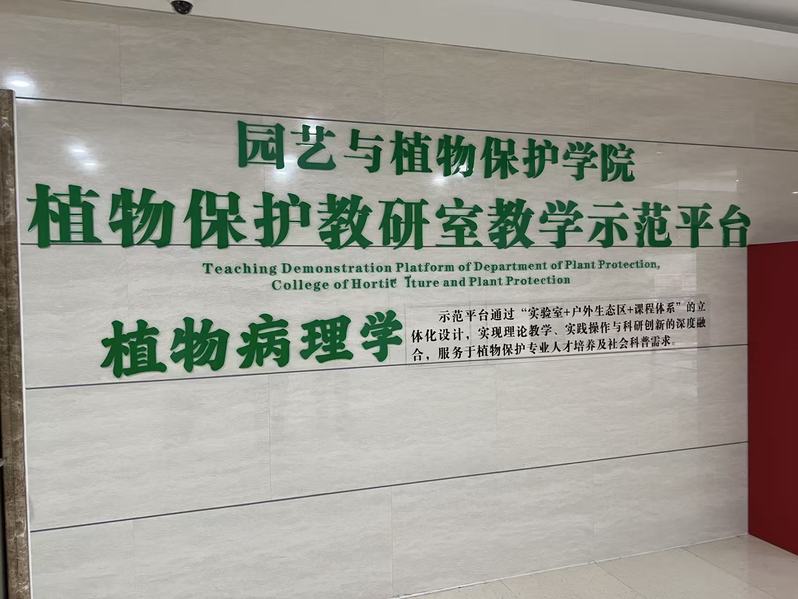 园艺与植物保护学院
植物保护教研室教学示范平台
Teaching Demonstration Platform of Department of Plant Protection,
College of Hortic Iture and Plant Protection
植物病理学
示范平台通过“实验室+户外生态区+课程体系”的立
体化设计，实现理论教学、实践操作与科研创新的深度融
合，服务于植物保护专业人才培养及社会科普需求。